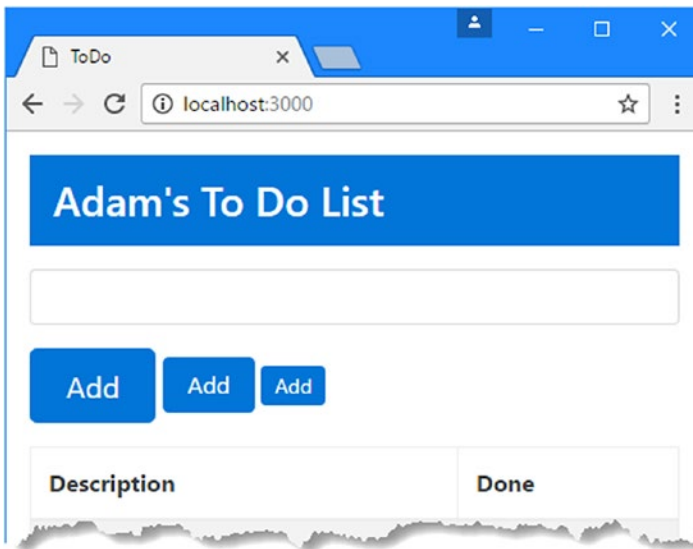 ToDo
localhost:3000
Adam's To Do List
Add Add Add
Description Done